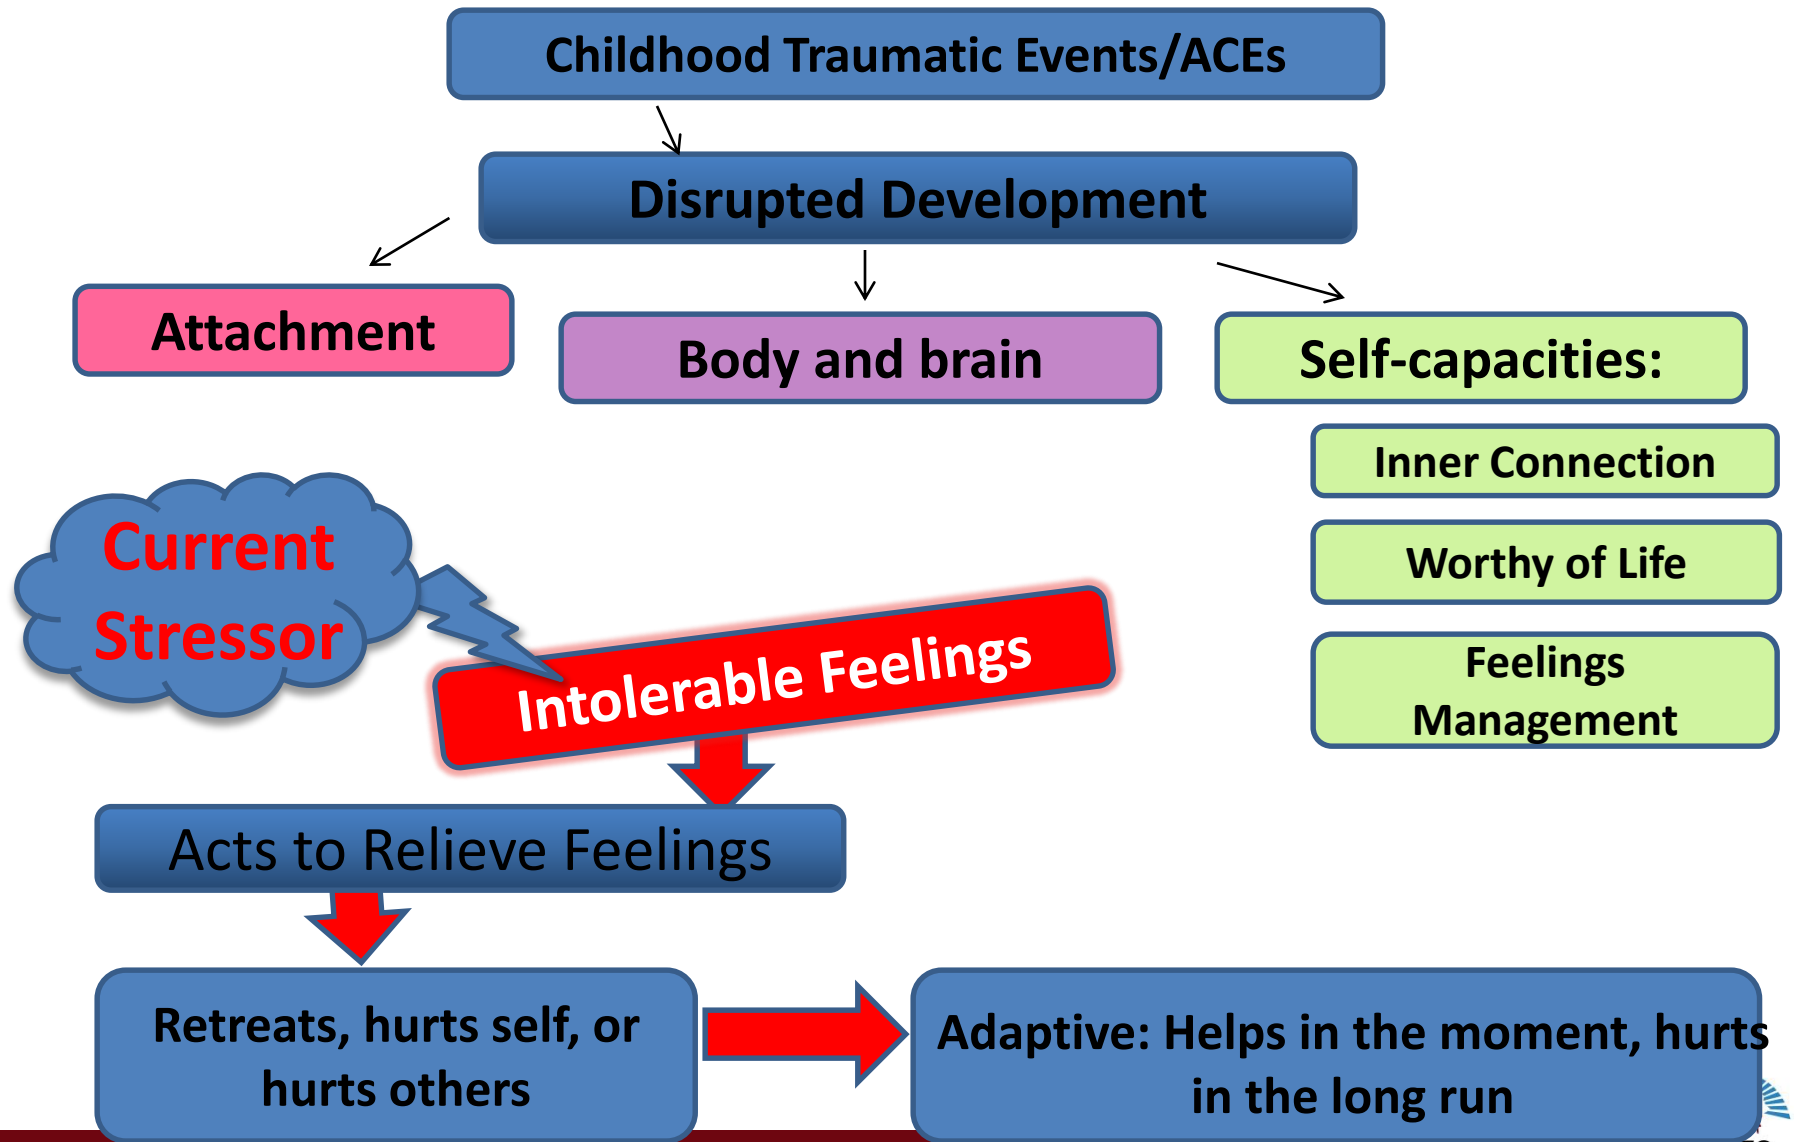 Childhood Traumatic Events/ACEs
Disrupted Development
Attachment
Body and brain
Self-capacities:
Inner Connection
Worthy of Life
Feelings
Management
Current
Stressor
Intolerable Feelings
Acts to Relieve Feelings
Retreats, hurts self, or
hurts others
Adaptive: Helps in the moment, hurts
in the long run